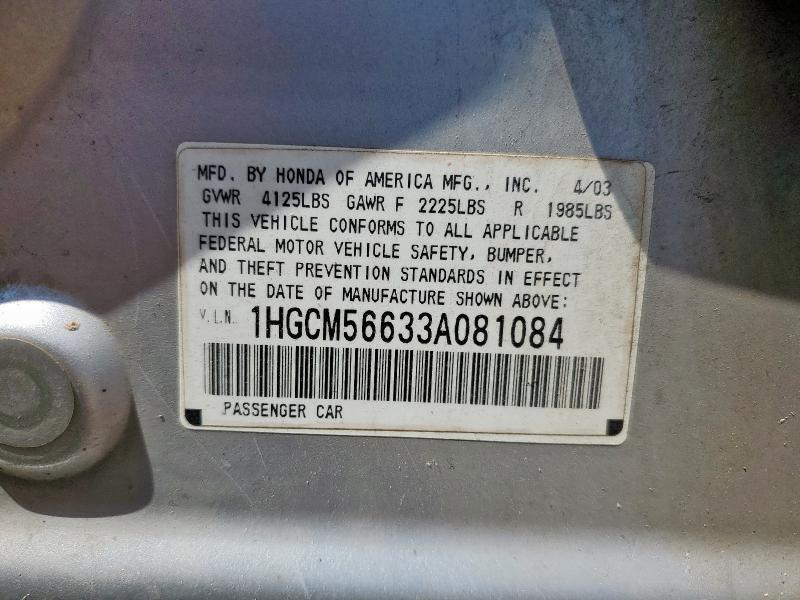 MFD. BY HONDA OF AMERICA MFG., INC. 4/03
GVWR 4125LBS GAWR F 2225LBS R 1985LBS
THIS VEHICLE CONFORMS TO ALL APPLICABLE
FEDERAL MOTOR VEHICLE SAFETY, BUMPER,
AND THEFT PREVENTION STANDARDS IN EFFECT
ON THE DATE OF MANUFACTURE SHOWN ABOVE:
V.I.N. 1HGCM56633A081084
PASSENGER CAR